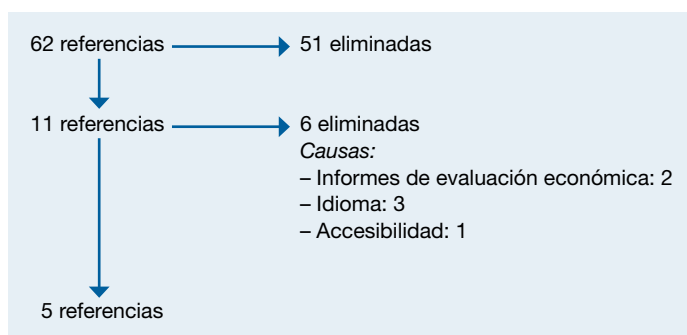 62 referencias
51 eliminadas
11 referencias
6 eliminadas
Causas:
– Informes de evaluación económica: 2
– Idioma: 3
– Accesibilidad: 1
5 referencias